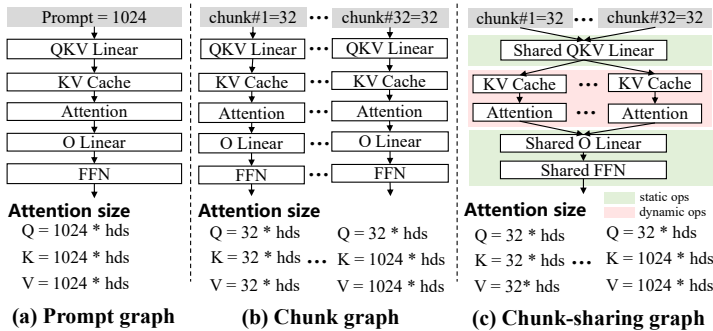 Prompt = 1024
QKV Linear
KV Cache
Attention
O Linear
FFN
Attention size
Q = 1024 * hds
K = 1024 * hds
V = 1024 * hds
(a) Prompt graph
chunk#1=32 ••• chunk#32=32
QKV Linear ••• QKV Linear
KV Cache ••• KV Cache
Attention ••• Attention
O Linear ••• O Linear
FFN ••• FFN
Attention size
Q = 32 * hds Q = 32 * hds
K = 32 * hds ••• K = 1024 * hds
V = 32 * hds V = 1024 * hds
(b) Chunk graph
chunk#1=32 ••• chunk#32=32
Shared QKV Linear
KV Cache ••• KV Cache
Attention ••• Attention
Shared O Linear
Shared FFN
static ops
dynamic ops
Attention size
Q = 32 * hds Q = 32 * hds
K = 32 * hds ••• K = 1024 * hds
V = 32* hds V = 1024 * hds
(c) Chunk-sharing graph